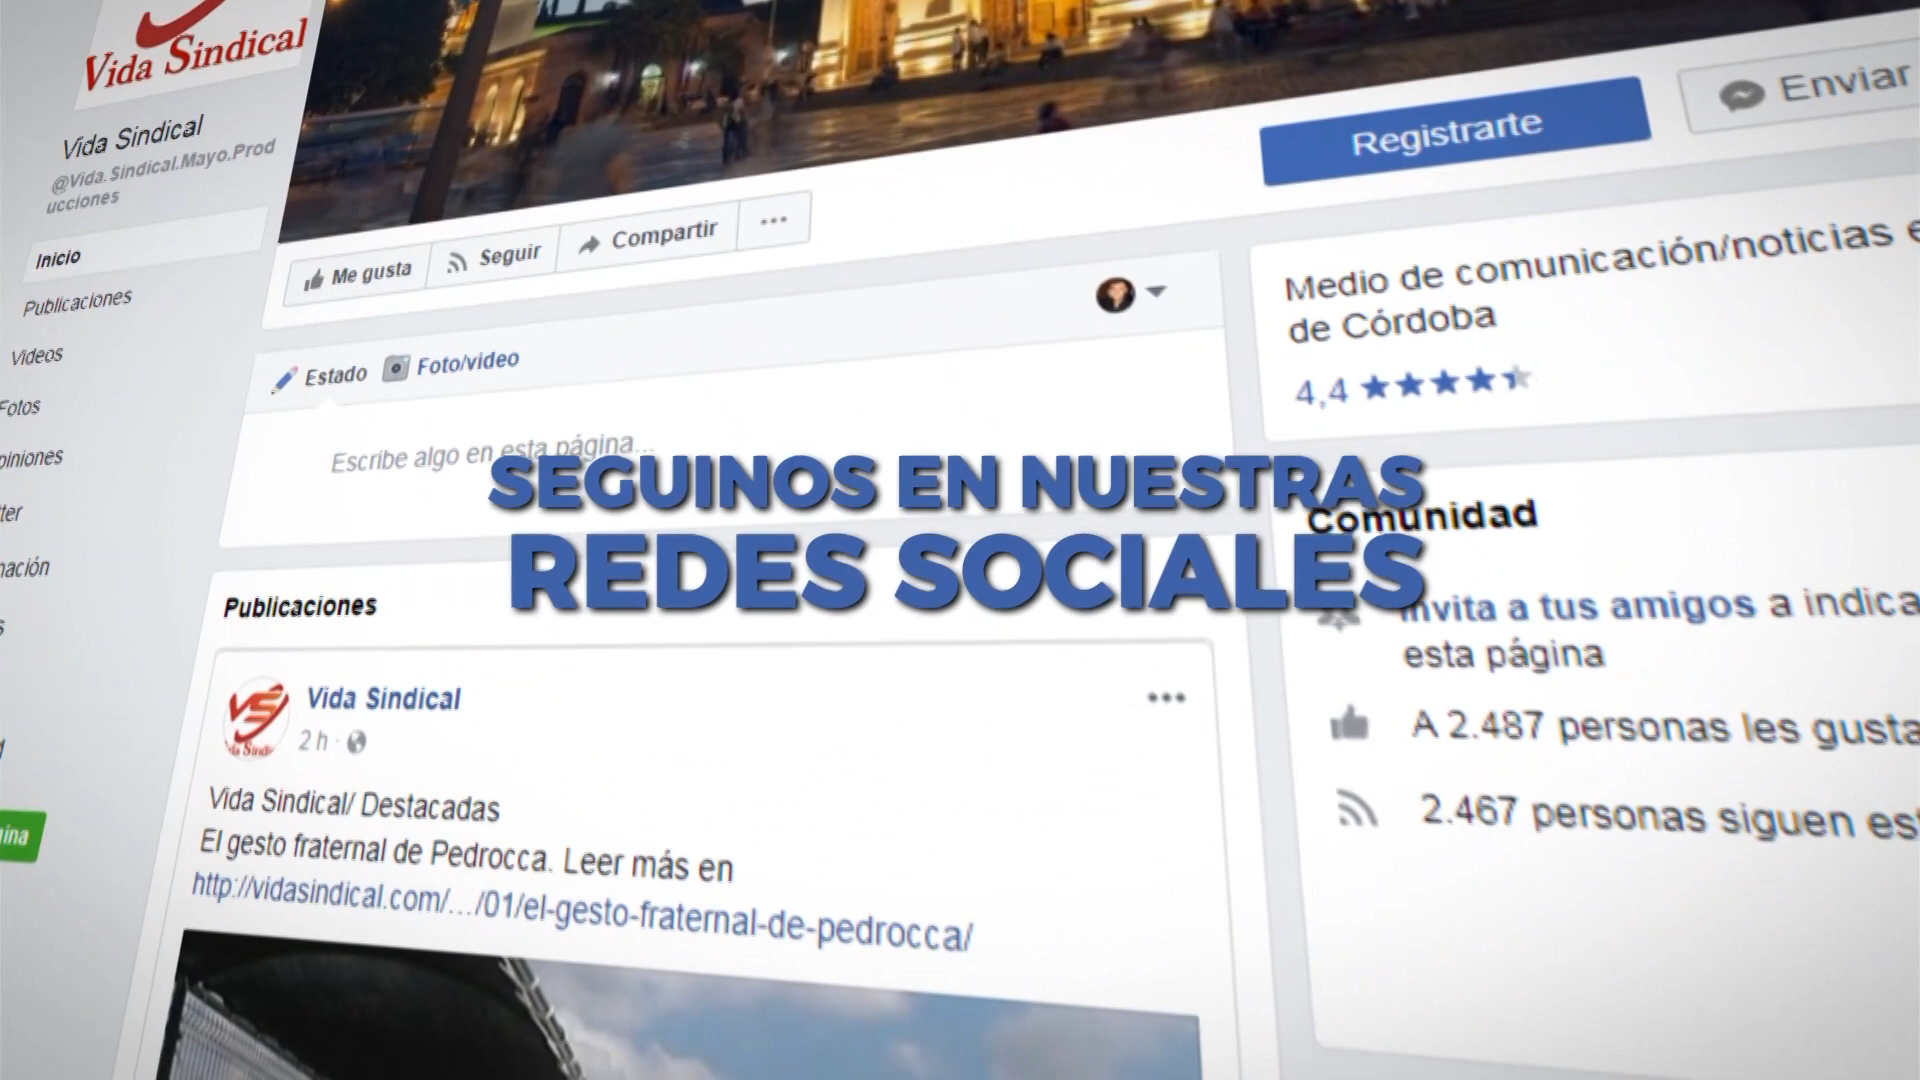 Vida Sindical
Vida Sindical
@Vida.Sindical.Mayo.Prod
ucciones
Inicio
Publicaciones
Videos
Fotos
Me gusta
Seguir
Compartir
Registrarte
Enviar
Estado
Foto/video
Escribe algo en esta página...
SEGUINOS EN NUESTRAS
REDES SOCIALES
Publicaciones
Vida Sindical
2 h
Vida Sindical/ Destacadas
El gesto fraternal de Pedrocca. Leer más en
http://vidasindical.com/…/01/el-gesto-fraternal-de-pedrocca/
Medio de comunicación/noticias
de Córdoba
4,4
Comunidad
Invita a tus amigos a
esta página
A 2.487 personas les gusta
2.467 personas siguen